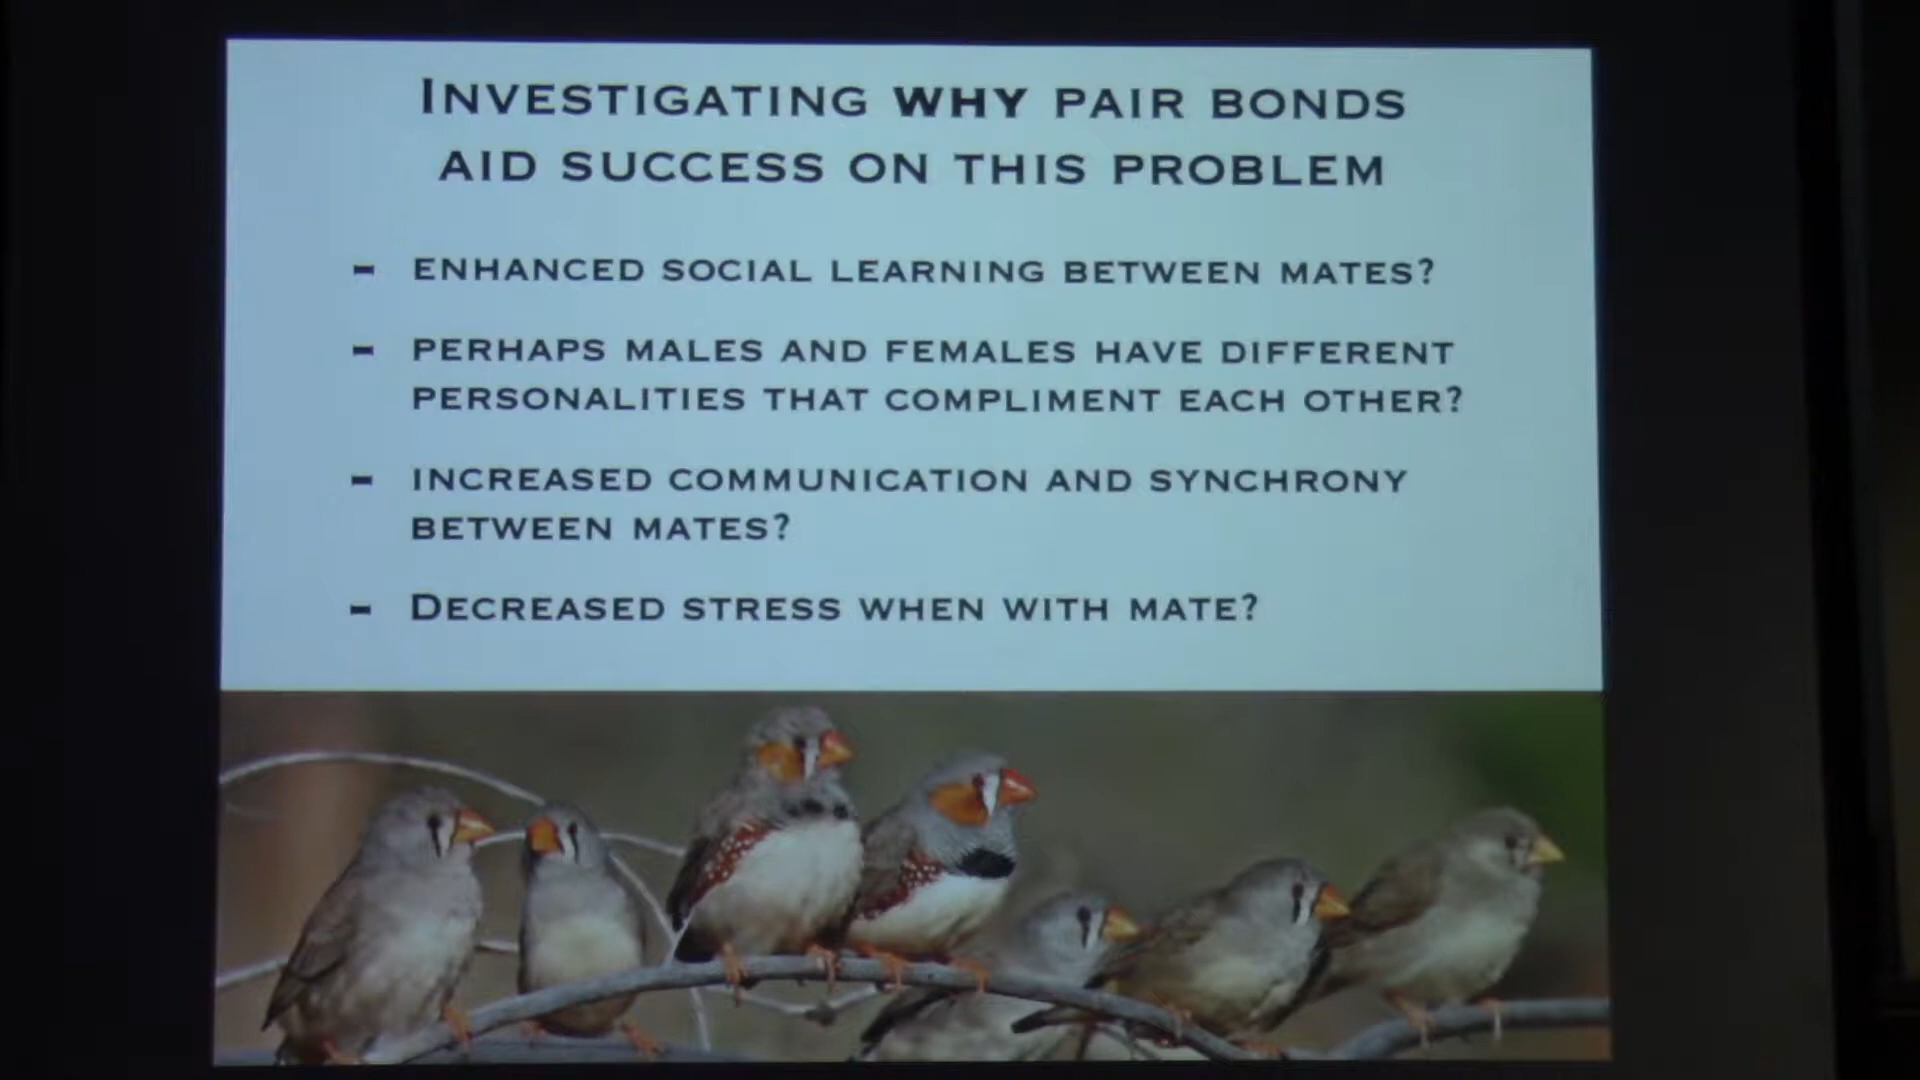 INVESTIGATING WHY PAIR BONDS
AID SUCCESS ON THIS PROBLEM
- ENHANCED SOCIAL LEARNING BETWEEN MATES?
- PERHAPS MALES AND FEMALES HAVE DIFFERENT
PERSONALITIES THAT COMPLIMENT EACH OTHER?
- INCREASED COMMUNICATION AND SYNCHRONY
BETWEEN MATES?
- DECREASED STRESS WHEN WITH MATE?